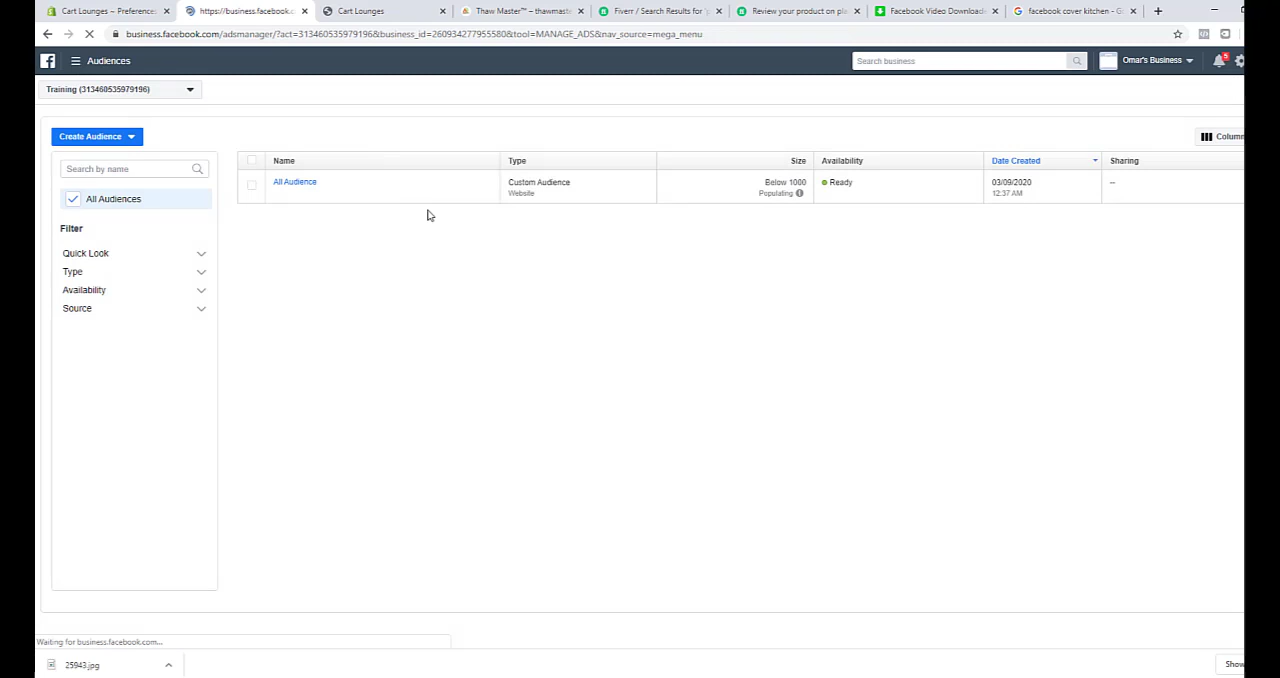 Cart Lounges ~ Preferences
https://business.facebook.c
Cart Lounges
Thaw Master™ – thawmast
Fiverr / Search Results for 'p
Review your product on pl
Facebook Video Download
facebook cover kitchen - G
business.facebook.com/adsmanager/?act=313460535979196&business_id=2609342779555580&tool=MANAGE_ADS&nav_source=mega_menu
Audiences
Search business
Omar's Business
5
Training (313460535979196)
Create Audience
Column
Search by name
Name
Type
Size
Availability
Date Created
Sharing
All Audience
Custom Audience
Website
Below 1000
Populating
Ready
03/09/2020
12:37 AM
--
All Audiences
Filter
Quick Look
Type
Availability
Source
Waiting for business.facebook.com...
25943.jpg
Show